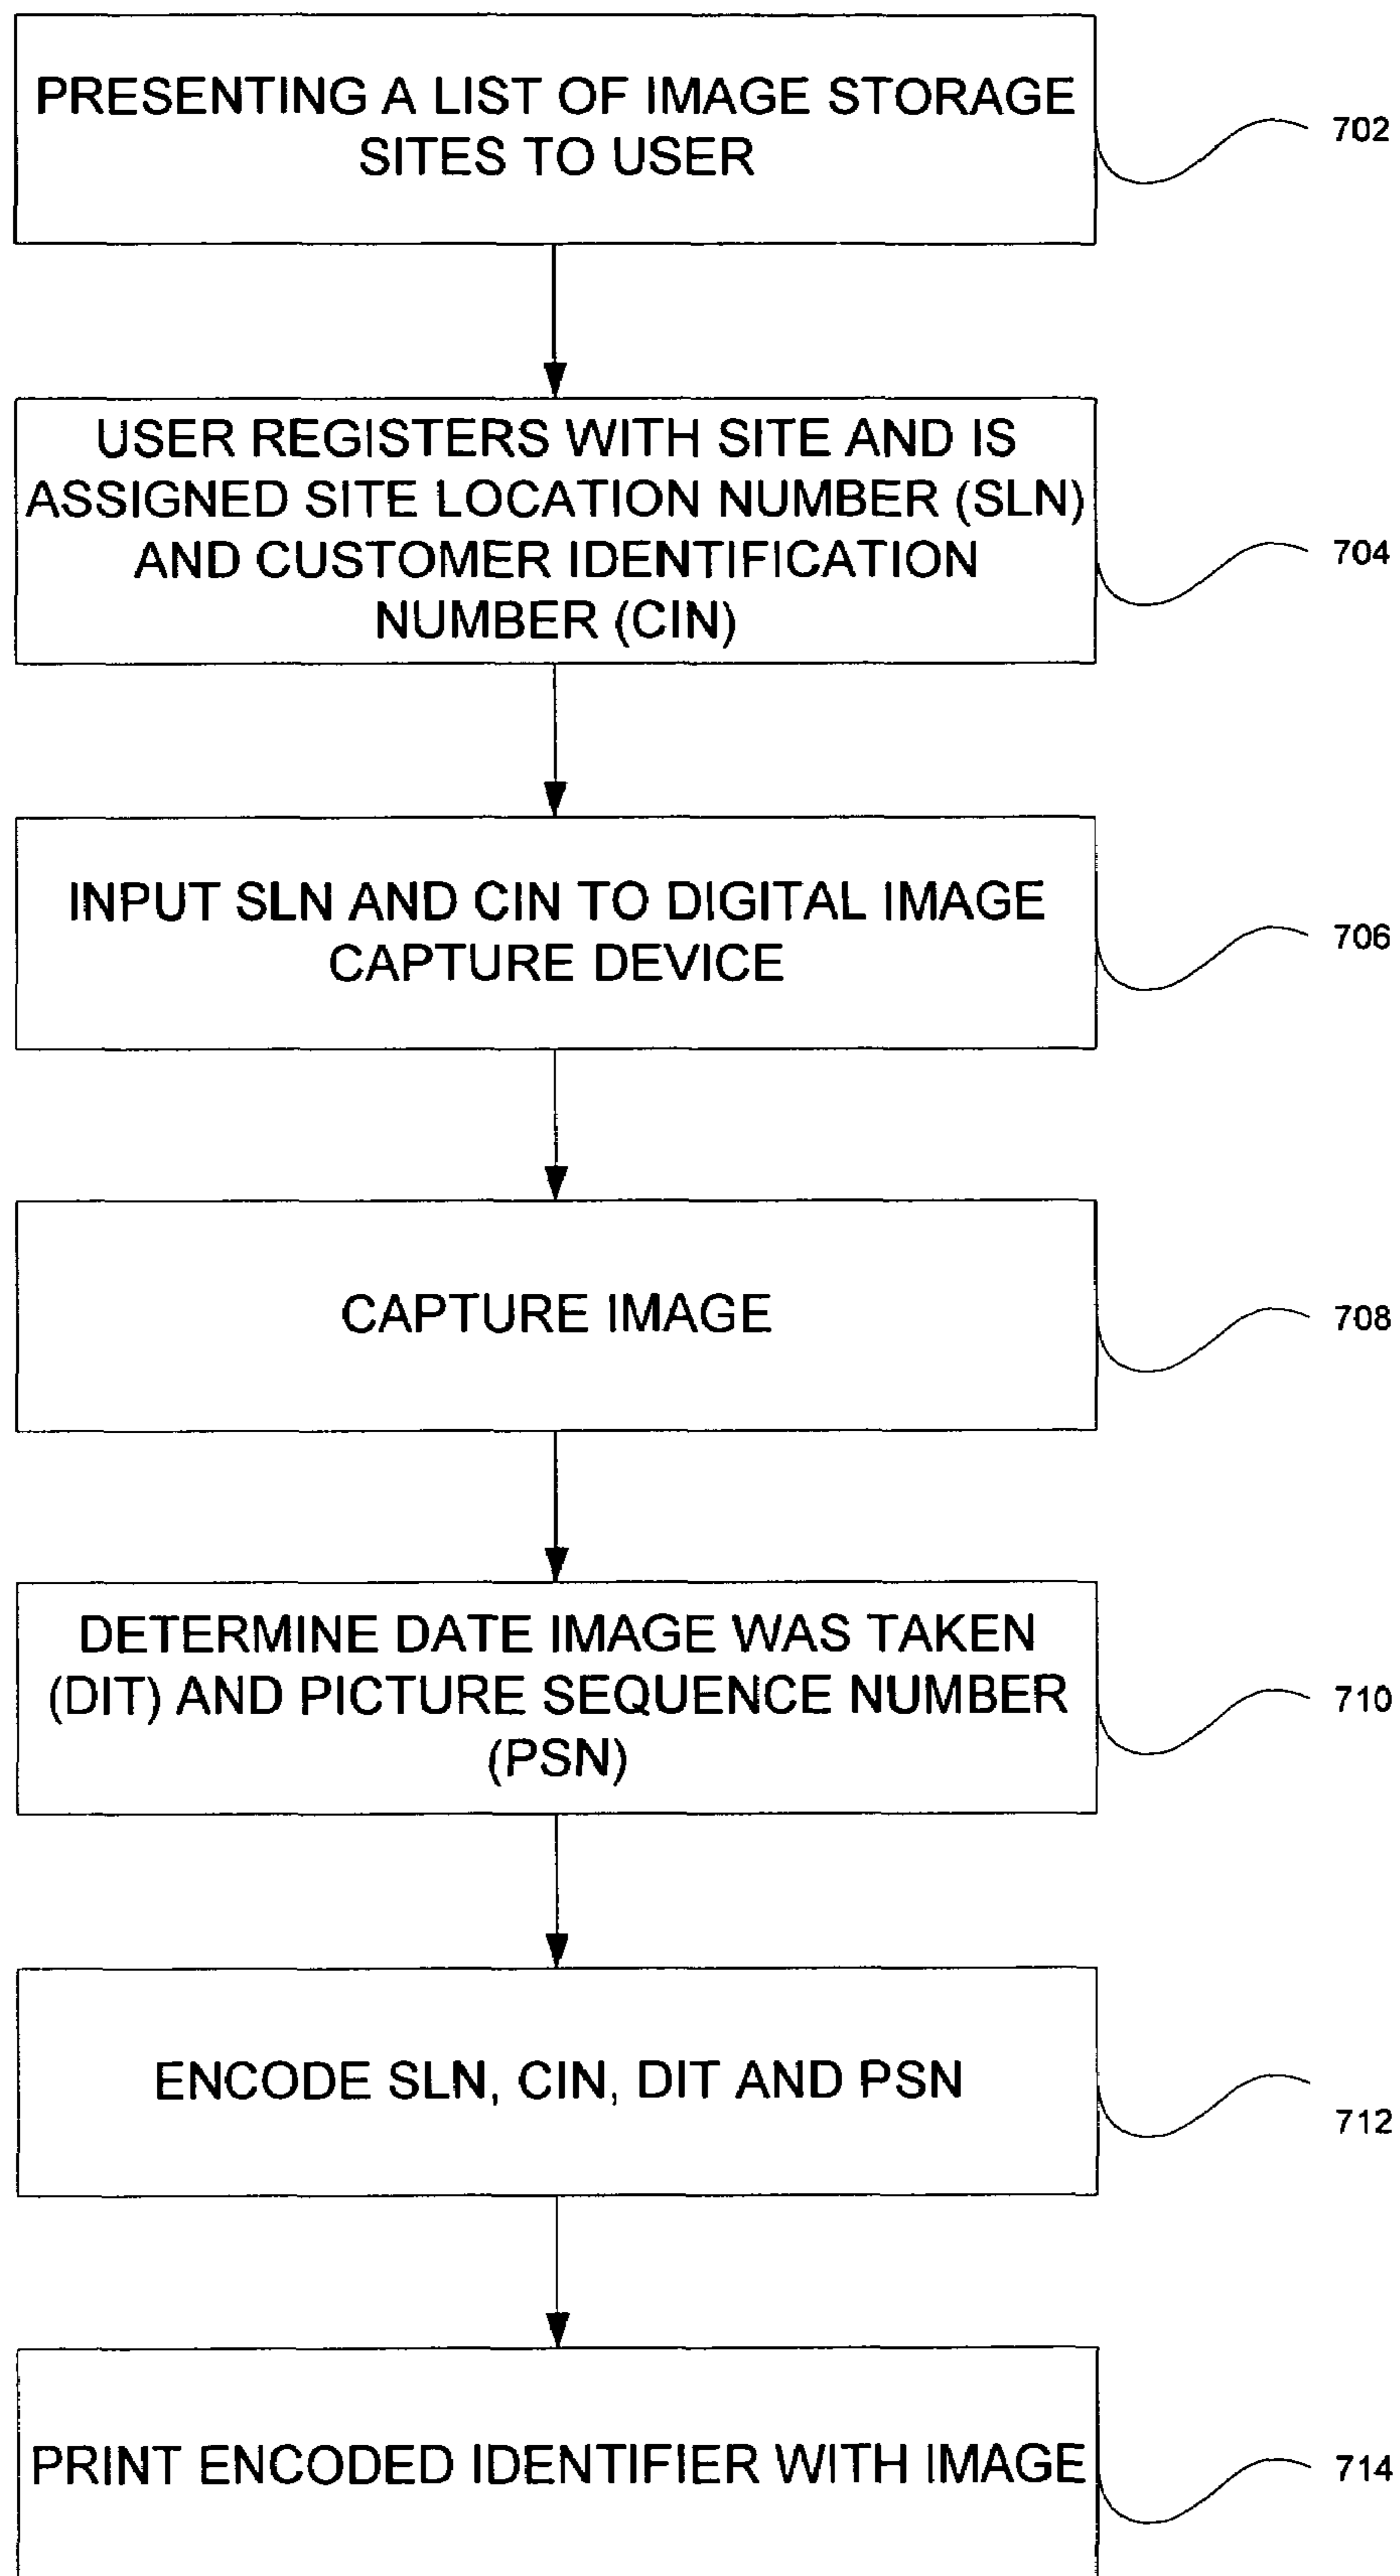 PRESENTING A LIST OF IMAGE STORAGE
SITES TO USER
702
USER REGISTERS WITH SITE AND IS
ASSIGNED SITE LOCATION NUMBER (SLN)
AND CUSTOMER IDENTIFICATION
NUMBER (CIN)
704
INPUT SLN AND CIN TO DIGITAL IMAGE
CAPTURE DEVICE
706
CAPTURE IMAGE
708
DETERMINE DATE IMAGE WAS TAKEN
(DIT) AND PICTURE SEQUENCE NUMBER
(PSN)
710
ENCODE SLN, CIN, DIT AND PSN
712
PRINT ENCODED IDENTIFIER WITH IMAGE
714